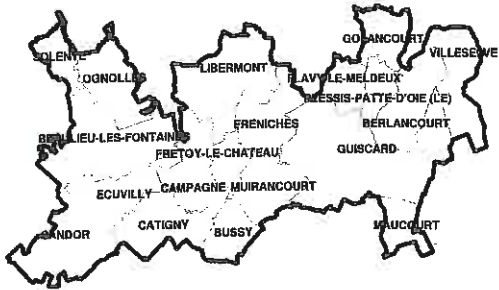 GOLANCOURT
VILLESELVE
SOLENTE
LIBERMONT
OGNOLLES
FLAVY-LE-MELDEUX
PLESSIS-PATTE-D'OIE (LE)
FRENICHES
BERLANCOURT
BEAULIEU-LES-FONTAINES
FRETOY-LE-CHATEAU
GUISCARD
ECUVILLY
CAMPAGNE
MUIRANCOURT
CATIGNY
BUSSY
MAUCOURT
CANDOR